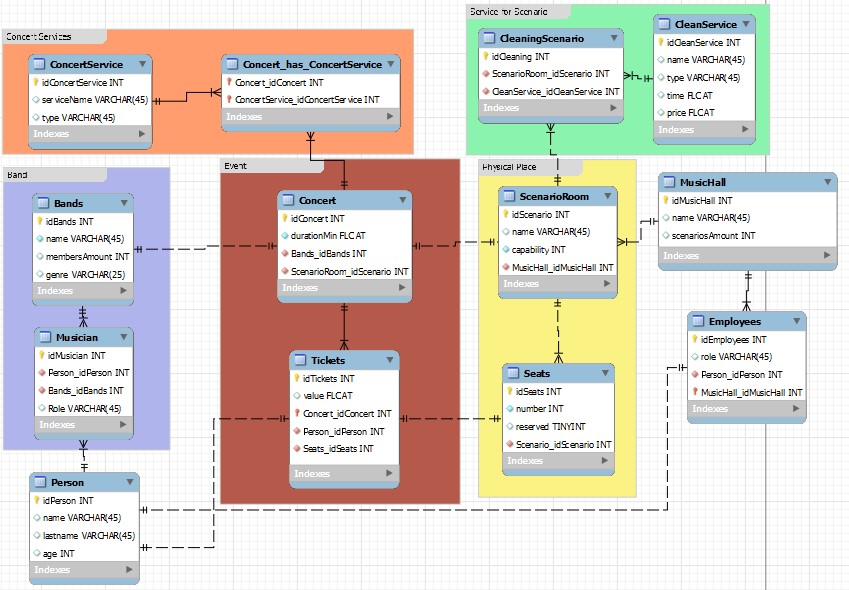 Concert Services
ConcertService
idConcertService INT
serviceName VARCHAR(45)
type VARCHAR(45)
Indexes
Concert_has_ConcertService
Concert_idConcert INT
ConcertService_idConcertService INT
Indexes
Service for Scenario
CleaningScenario
idCleaning INT
ScenarioRoom_idScenario INT
CleanService_idCleanService INT
Indexes
CleanService
idCleanService INT
name VARCHAR(45)
type VARCHAR(45)
time FLOAT
price FLOAT
Indexes
Band
Bands
idBands INT
name VARCHAR(45)
membersAmount INT
genre VARCHAR(25)
Indexes
Musician
idMusician INT
Person_idPerson INT
Bands_idBands INT
Role VARCHAR(45)
Indexes
Event
Concert
idConcert INT
durationMin FLOAT
Bands_idBands INT
ScenarioRoom_idScenario INT
Indexes
Tickets
idTickets INT
value FLOAT
Concert_idConcert INT
Person_idPerson INT
Seats_idSeats INT
Indexes
Physical Place
ScenarioRoom
idScenario INT
name VARCHAR(45)
capability INT
MusicHall_idMusicHall INT
Indexes
Seats
idSeats INT
number INT
reserved TINYINT
Scenario_idScenario INT
Indexes
MusicHall
idMusicHall INT
name VARCHAR(45)
scenariosAmount INT
Indexes
Employees
idEmployees INT
role VARCHAR(45)
Person_idPerson INT
MusicHall_idMusicHall INT
Indexes
Person
idPerson INT
name VARCHAR(45)
lastname VARCHAR(45)
age INT
Indexes